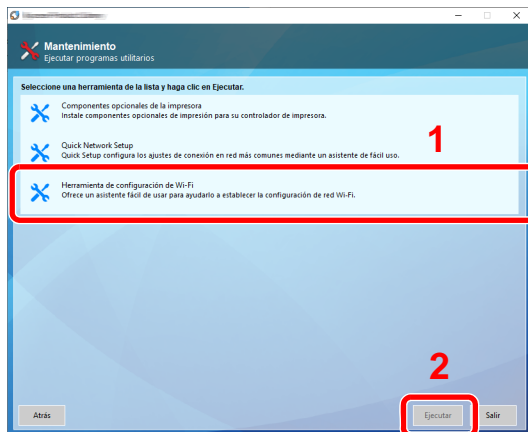 Mantenimiento
Ejecutar programas utilitarios
Seleccione una herramienta de la lista y haga clic en Ejecutar.
Componentes opcionales de la impresora
Instale componentes opcionales de impresión para su controlador de impresora.
1
Quick Network Setup
Quick Setup configura los ajustes de conexión en red más comunes mediante un asistente de fácil uso.
Herramienta de configuración de Wi-Fi
Ofrece un asistente fácil de usar para ayudarlo a establecer la configuración de red Wi-Fi.
2
Atrás
Ejecutar
Salir